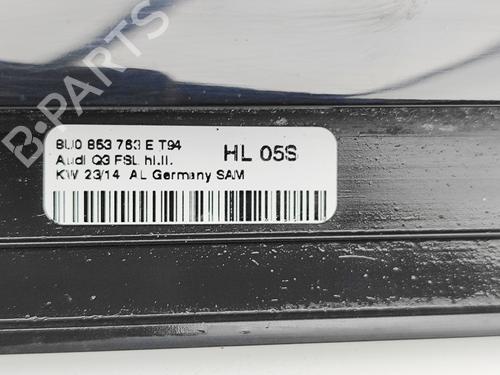 B-PARTS
8U0 853 763 E T94
HL 05S
Audi Q3 FSL hi.li.
KW 23/14 AL Germany SAM